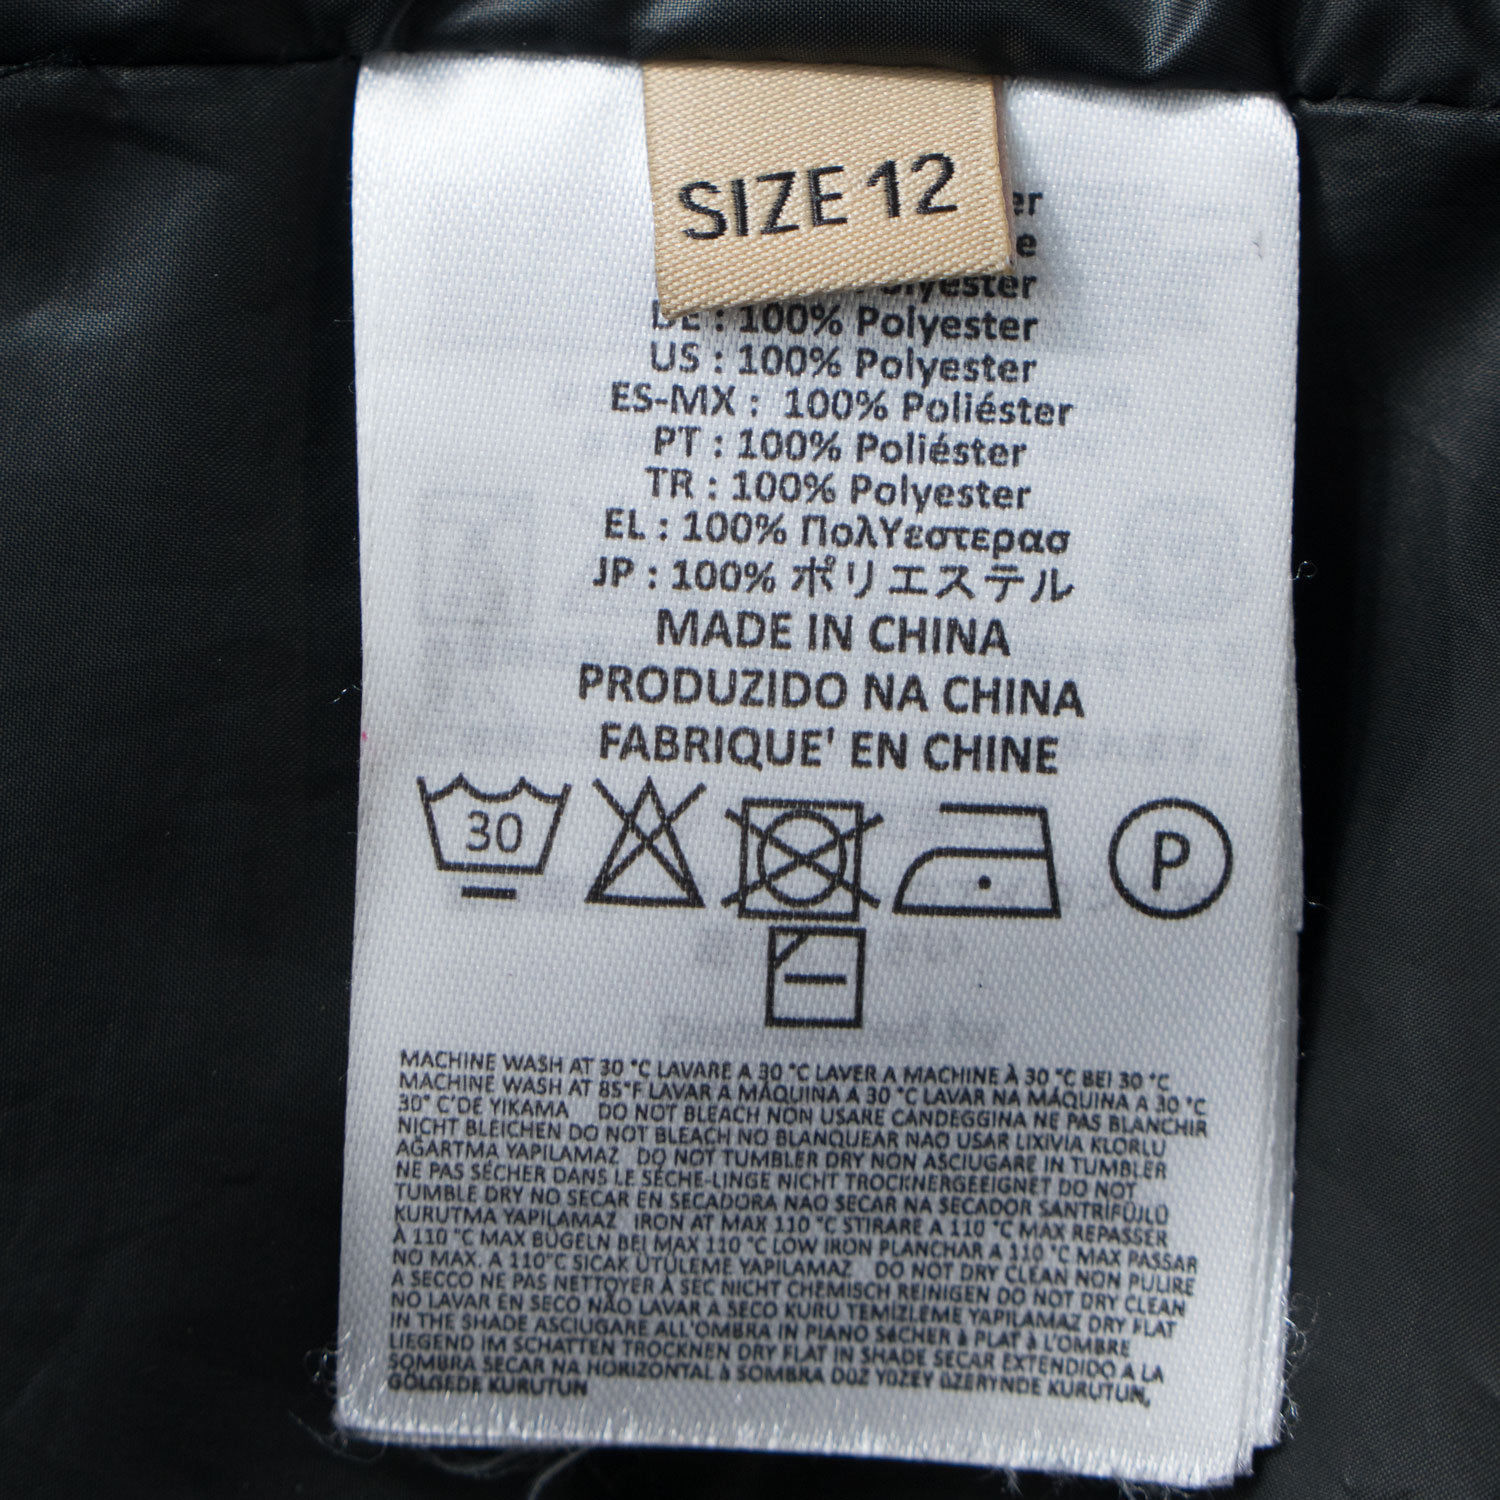 SIZE 12
er
e
Polyester
DE : 100% Polyester
US : 100% Polyester
ES-MX : 100% Poliéster
PT : 100% Poliéster
TR : 100% Polyester
EL : 100% ΠολΥεστερασ
JP : 100% ポリエステル
MADE IN CHINA
PRODUZIDO NA CHINA
FABRIQUE' EN CHINE
30
P
MACHINE WASH AT 30 °C LAVARE A 30 °C LAVER A MACHINE À 30 °C BEI 30 °C
MACHINE WASH AT 85°F LAVAR A MÁQUINA A 30 °C LAVAR NA MÁQUINA A 30 °C
30° C'DE YIKAMA DO NOT BLEACH NON USARE CANDEGGINA NE PAS BLANCHIR
NICHT BLEICHEN DO NOT BLEACH NO BLANQUEAR NAO USAR LIXIVIA KLORLU
AĞARTMA YAPILAMAZ DO NOT TUMBLER DRY NON ASCIUGARE IN TUMBLER
NE PAS SÉCHER DANS LE SÉCHE-LINGE NICHT TROCKNERGEEIGNET DO NOT
TUMBLE DRY NO SECAR EN SECADORA NAO SECAR NA SECADOR SANTRİFÜJLÜ
KURUTMA YAPILAMAZ IRON AT MAX 110 °C STIRARE A 110 °C MAX REPASSER
À 110 °C MAX BÜGELN BEI MAX 110 °C LOW IRON PLANCHAR A 110 °C MAX PASSAR
NO MAX. A 110°C SICAK ÜTÜLEME YAPILAMAZ DO NOT DRY CLEAN NON PULIRE
A SECCO NE PAS NETTOYER À SEC NICHT CHEMISCH REINIGEN DO NOT DRY CLEAN
NO LAVAR EN SECO NÃO LAVAR A SECO KURU TEMİZLEME YAPILAMAZ DRY FLAT
IN THE SHADE ASCIUGARE ALL'OMBRA IN PIANO SéCHER à PLAT à L'OMBRE
LIEGEND IM SCHATTEN TROCKNEN DRY FLAT IN SHADE SECAR EXTENDIDO A LA
SOMBRA SECAR NA HORIZONTAL à SOMBRA DÜZ YÜZEY ÜZERYNDE KURUTUN,
GÖLGEDE KURUTUN